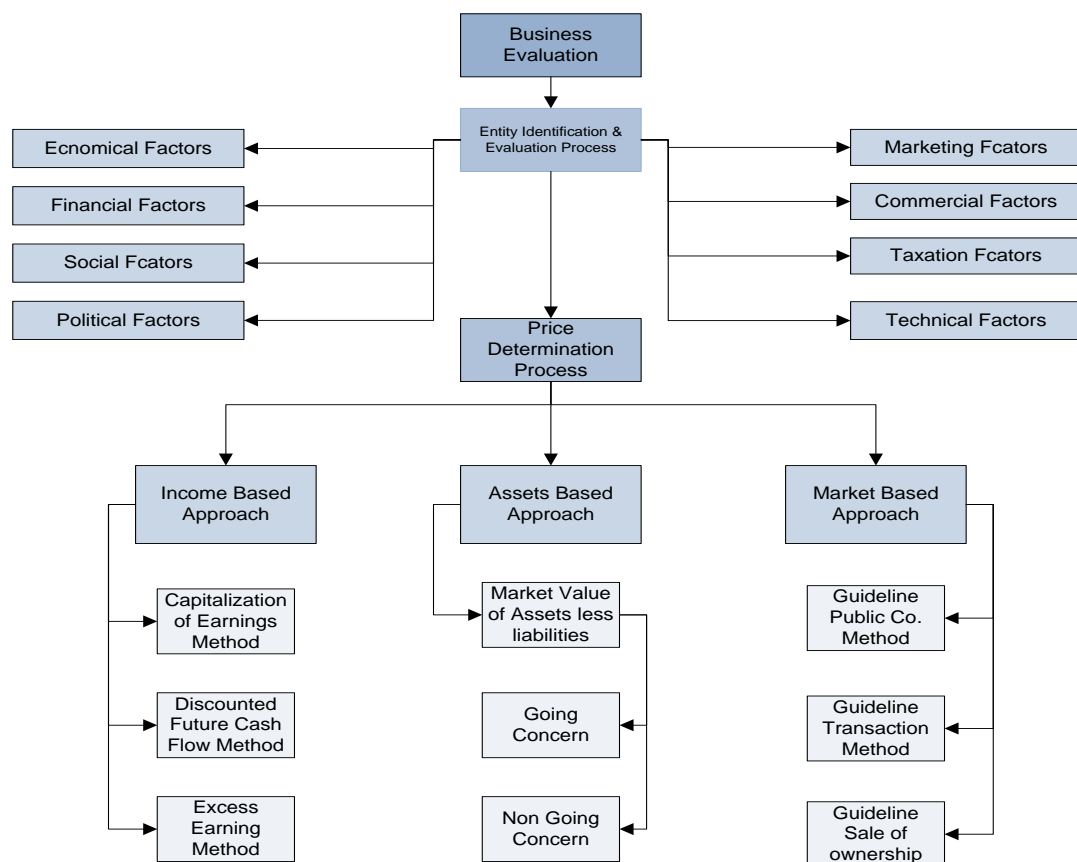 Business
Evaluation
Entity Identification &
Evaluation Process
Ecnomical Factors
Financial Factors
Social Fcators
Political Factors
Marketing Fcators
Commercial Factors
Taxation Fcators
Technical Factors
Price
Determination
Process
Income Based
Approach
Assets Based
Approach
Market Based
Approach
Capitalization
of Earnings
Method
Discounted
Future Cash
Flow Method
Excess
Earning
Method
Market Value
of Assets less
liabilities
Going
Concern
Non Going
Concern
Guideline
Public Co.
Method
Guideline
Transaction
Method
Guideline
Sale of
ownership